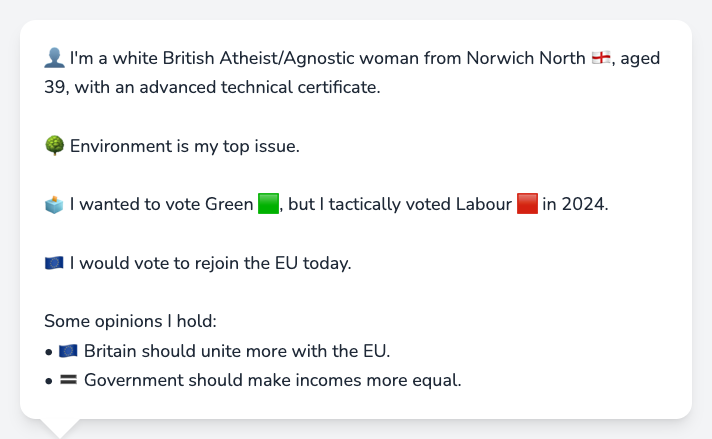 👤 I'm a white British Atheist/Agnostic woman from Norwich North 🏴󠁧󠁢󠁥󠁮󠁧󠁿, aged
39, with an advanced technical certificate.
🌳 Environment is my top issue.
🗳️ I wanted to vote Green 🟩, but I tactically voted Labour 🟥 in 2024.
🇪🇺 I would vote to rejoin the EU today.
Some opinions I hold:
• 🇪🇺 Britain should unite more with the EU.
• 🟰 Government should make incomes more equal.